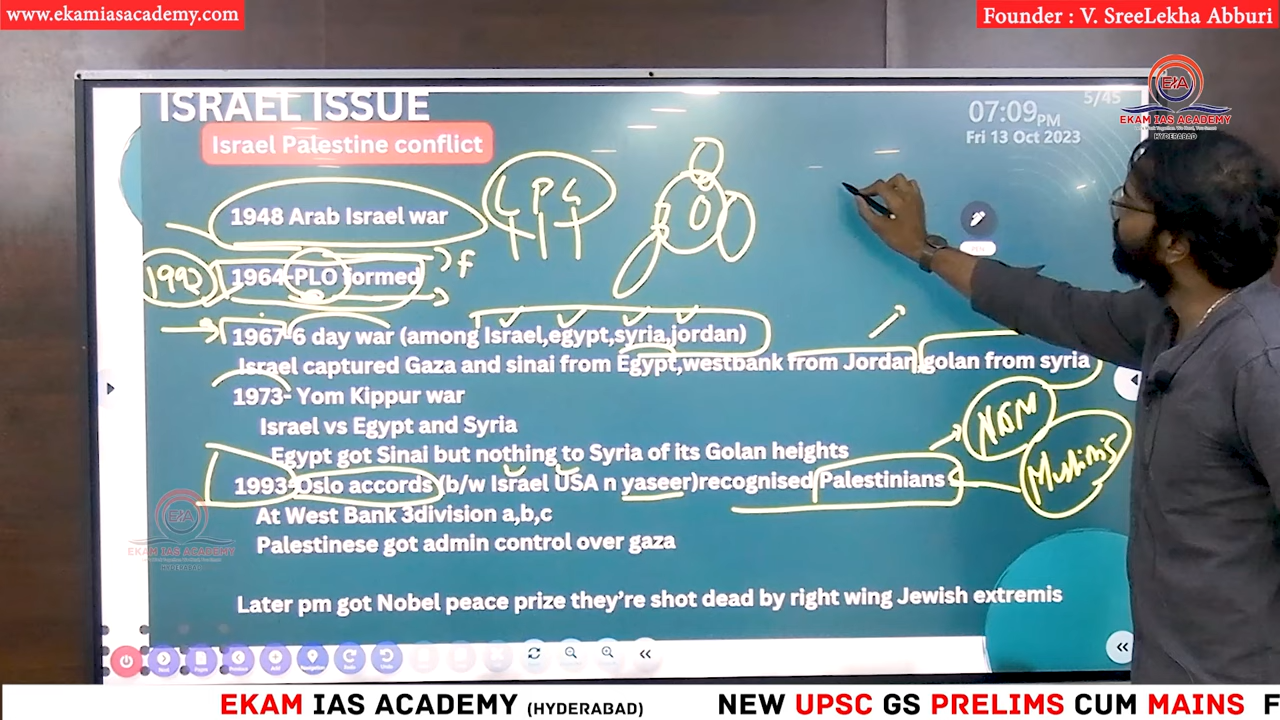 www.ekamiasacademy.com
Founder : V. SreeLekha Abburi
ISRAEL ISSUE
5/45
07:09PM
Fri 13 Oct 2023
EKAM IAS ACADEMY
HYDERABAD
Israel Palestine conflict
1948 Arab Israel war
1993
1964-PLO formed
1967-6 day war (among Israel,egypt,syria,jordan)
Israel captured Gaza and sinai from Egypt,westbank from Jordan,golan from syria
1973- Yom Kippur war
Israel vs Egypt and Syria
Egypt got Sinai but nothing to Syria of its Golan heights
Muslims
1993-Oslo accords (b/w Israel USA n yaseer)recognised Palestinians
At West Bank 3division a,b,c
EKAM IAS ACADEMY
HYDERABAD
Palestinese got admin control over gaza
Later pm got Nobel peace prize they're shot dead by right wing Jewish extremis
EKAM IAS ACADEMY (HYDERABAD) NEW UPSC GS PRELIMS CUM MAINS F